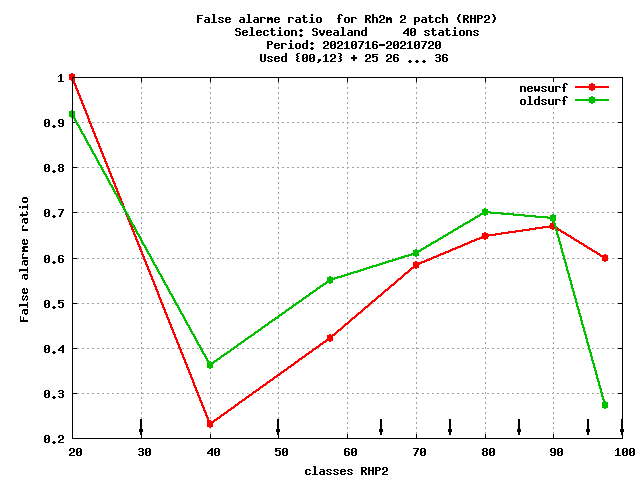 False alarme ratio  for Rh2m 2 patch (RHP2)
Selection: Svealand     40 stations
Period: 20210716-20210720
Used {00,12} + 25 26 ... 36
newsurf
oldsurf
1
0.9
0.8
0.7
0.6
0.5
0.4
0.3
0.2
False alarme ratio
20 30 40 50 60 70 80 90 100
classes RHP2